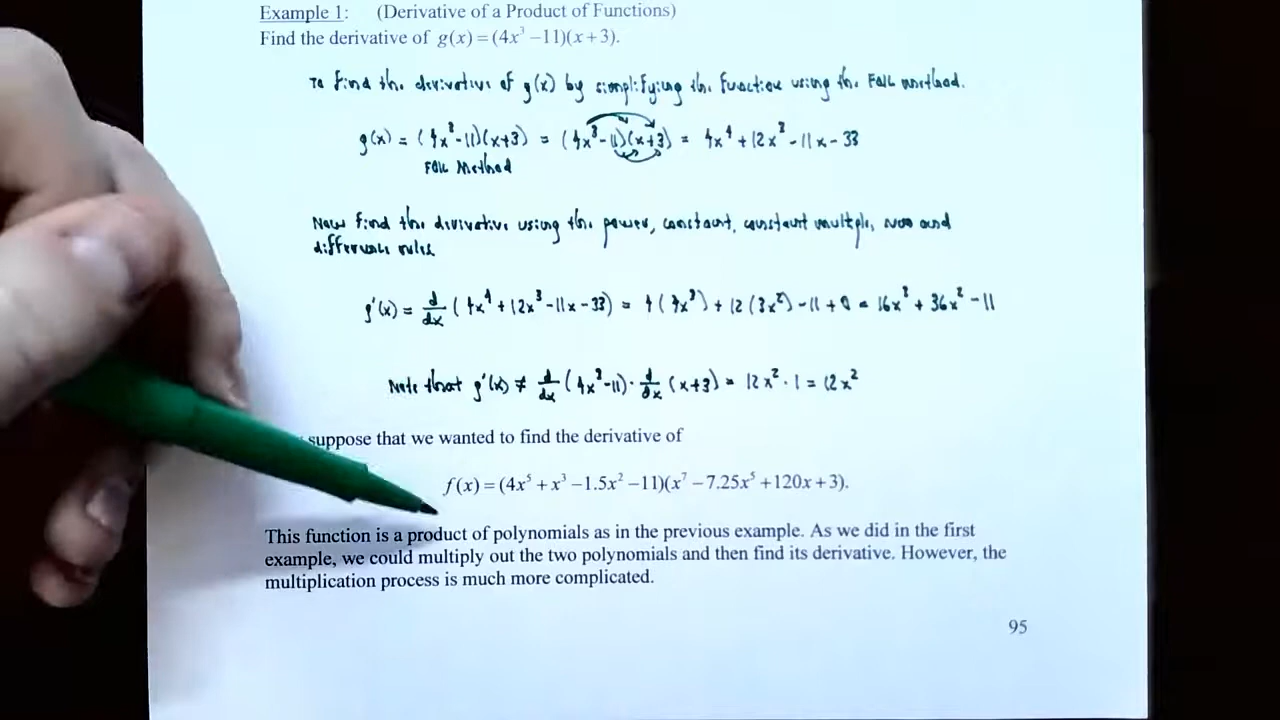 Example 1: (Derivative of a Product of Functions)
Find the derivative of g(x) = (4x³ − 11)(x + 3).
To find the derivative of g(x) by simplifying the function using the FOIL method.
g(x) = (4x³ - 11)(x+3) = (4x³ - 11)(x+3) = 4x⁴ + 12x³ - 11x - 33
FOIL Method
Now find the derivative using the power, constant, constant multiple, sum and
difference rules
g'(x) = d/dx (4x⁴ + 12x³ - 11x - 33) = 4(4x³) + 12(3x²) - 11 + 0 = 16x³ + 36x² - 11
Note that g'(x) ≠ d/dx (4x³ - 11) · d/dx (x+3) = 12x² · 1 = 12x²
suppose that we wanted to find the derivative of
f(x) = (4x⁵ + x³ − 1.5x² − 11)(x⁷ − 7.25x⁵ + 120x + 3).
This function is a product of polynomials as in the previous example. As we did in the first
example, we could multiply out the two polynomials and then find its derivative. However, the
multiplication process is much more complicated.
95